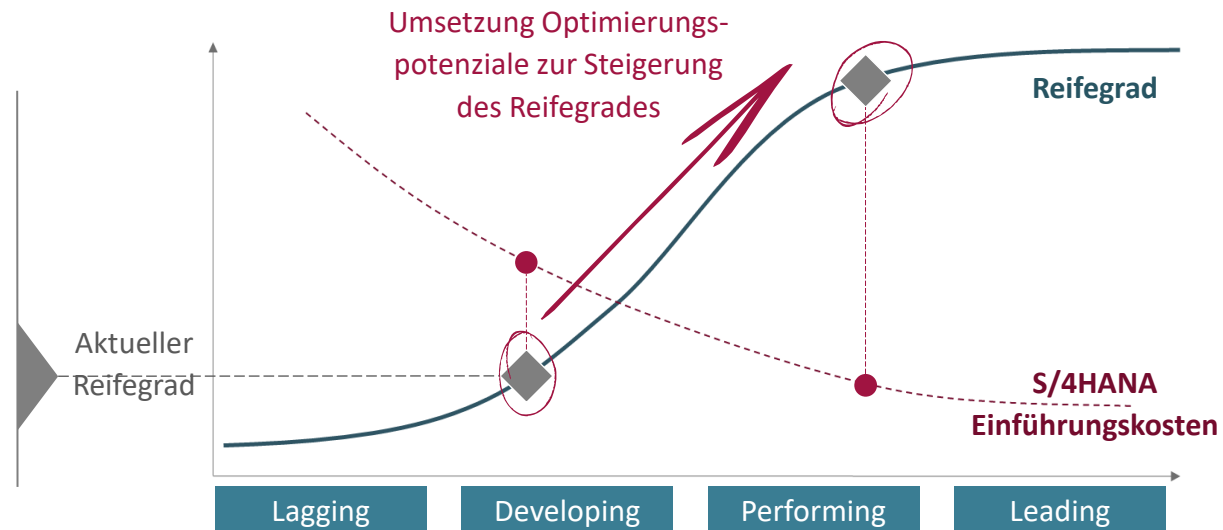 Umsetzung Optimierungs-
potenziale zur Steigerung
des Reifegrades
Reifegrad
Aktueller
Reifegrad
S/4HANA
Einführungskosten
Lagging
Developing
Performing
Leading